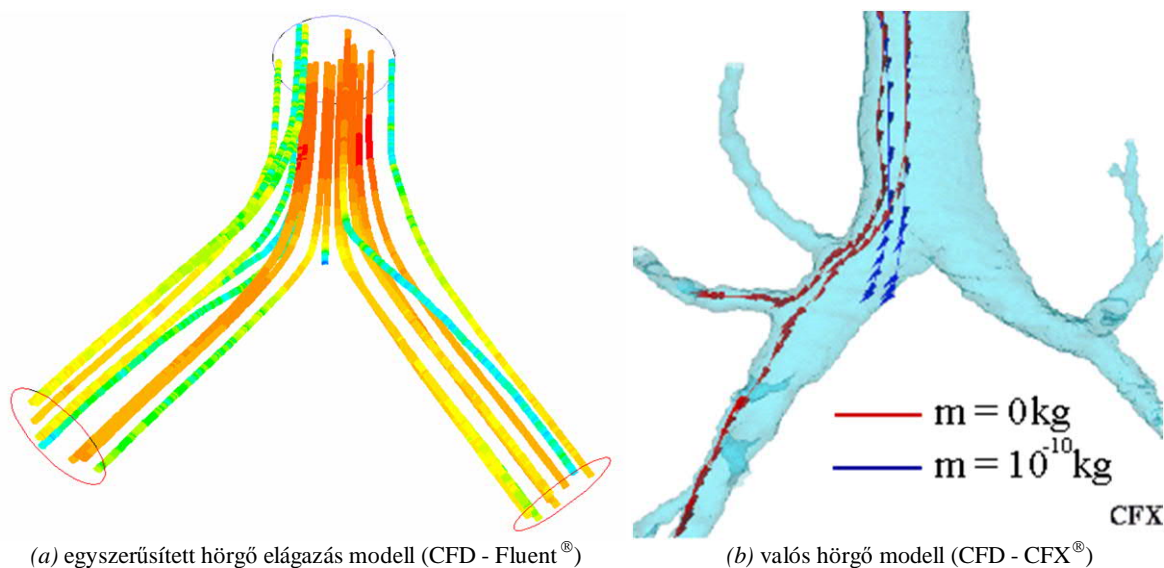 m = 0kg
m = 10⁻¹⁰kg
CFX
(a) egyszerűsített hörgő elágazás modell (CFD - Fluent®)
(b) valós hörgő modell (CFD - CFX®)